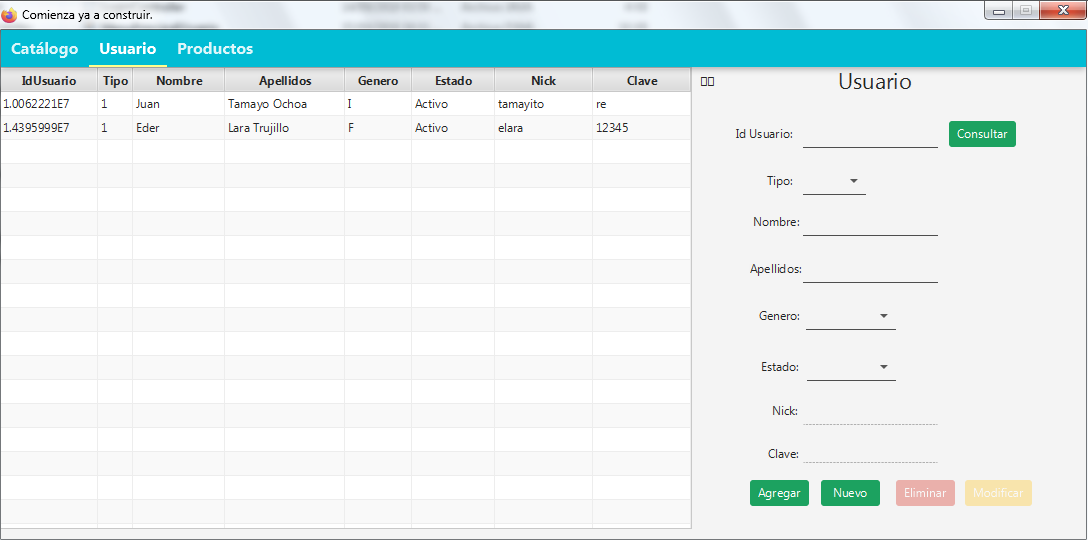 Comienza ya a construir.
Catálogo Usuario Productos
IdUsuario Tipo Nombre Apellidos Genero Estado Nick Clave
1.0062221E7 1 Juan Tamayo Ochoa I Activo tamayito re
1.4395999E7 1 Eder Lara Trujillo F Activo elara 12345
Usuario
Id Usuario: Consultar
Tipo:
Nombre:
Apellidos:
Genero:
Estado:
Nick:
Clave:
Agregar Nuevo Eliminar Modificar